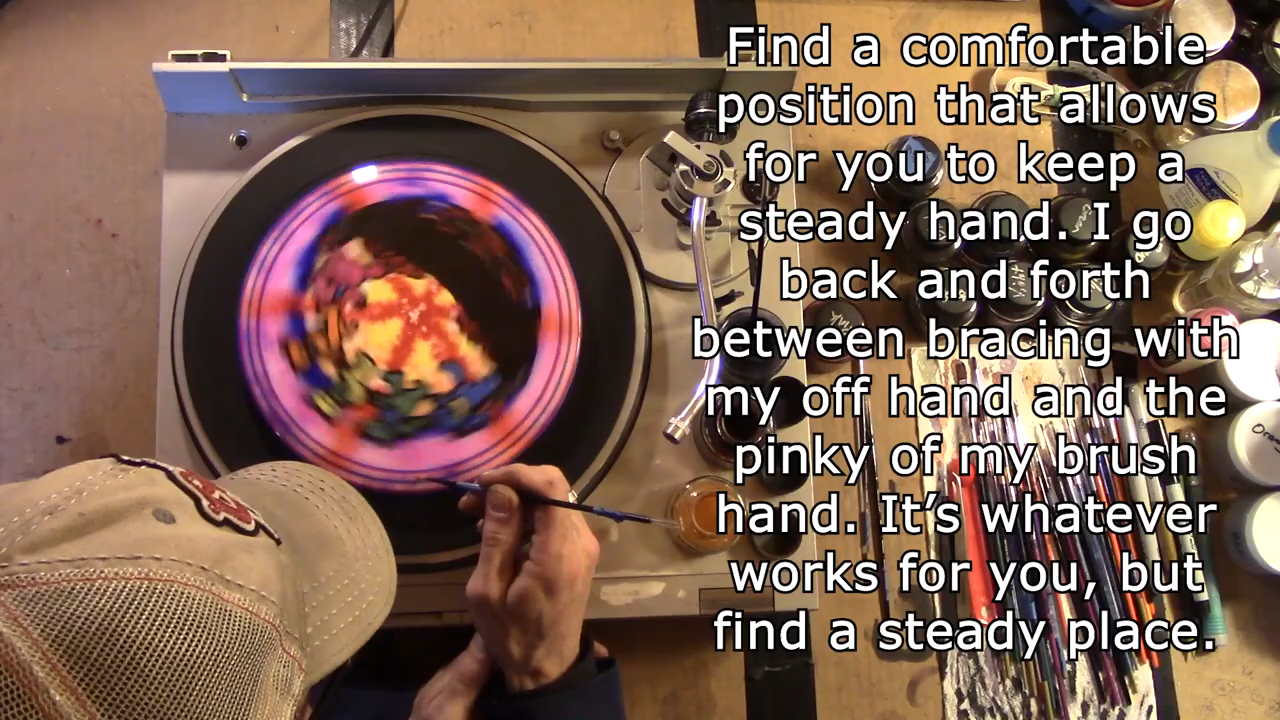 Find a comfortable
position that allows
for you to keep a
steady hand. I go
back and forth
between bracing with
my off hand and the
pinky of my brush
hand. It’s whatever
works for you, but
find a steady place.